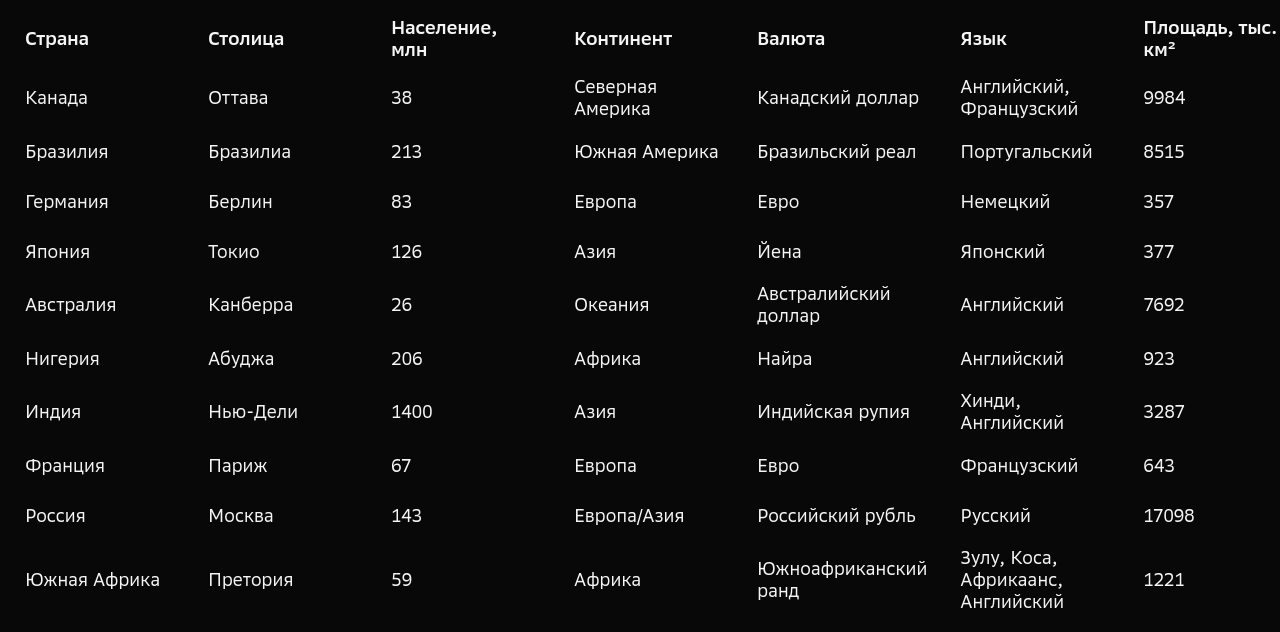 Страна Столица Население, млн Континент Валюта Язык Площадь, тыс. км²
Канада Оттава 38 Северная Америка Канадский доллар Английский, Французский 9984
Бразилия Бразилиа 213 Южная Америка Бразильский реал Португальский 8515
Германия Берлин 83 Европа Евро Немецкий 357
Япония Токио 126 Азия Йена Японский 377
Австралия Канберра 26 Океания Австралийский доллар Английский 7692
Нигерия Абуджа 206 Африка Найра Английский 923
Индия Нью-Дели 1400 Азия Индийская рупия Хинди, Английский 3287
Франция Париж 67 Европа Евро Французский 643
Россия Москва 143 Европа/Азия Российский рубль Русский 17098
Южная Африка Претория 59 Африка Южноафриканский ранд Зулу, Коса, Африкаанс, Английский 1221